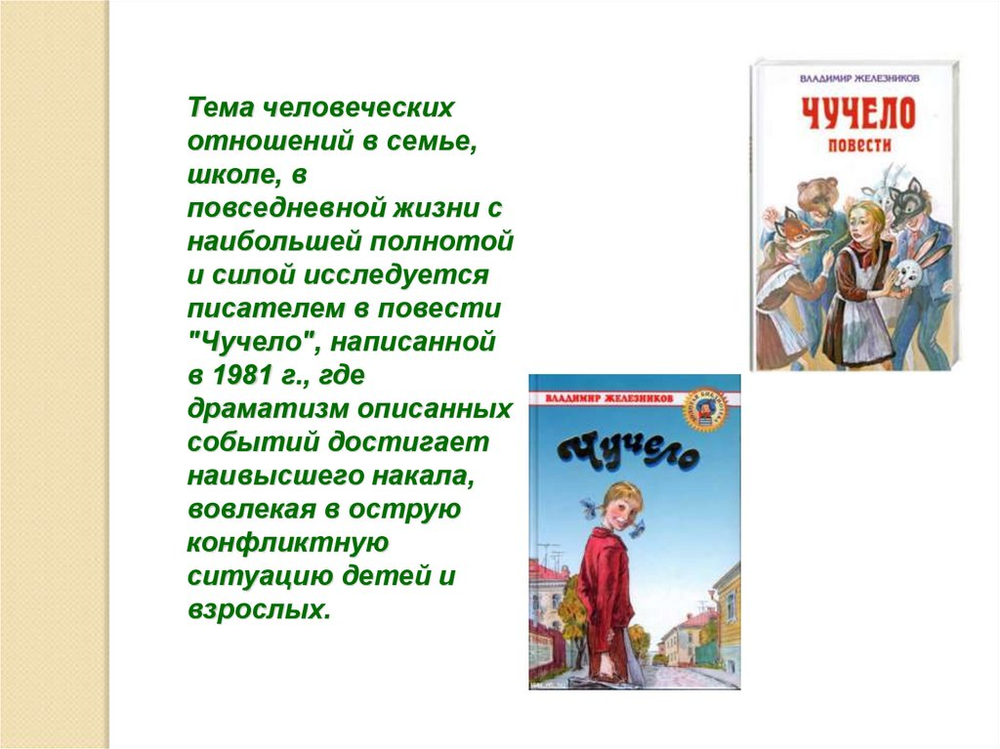 Тема человеческих
отношений в семье,
школе, в
повседневной жизни с
наибольшей полнотой
и силой исследуется
писателем в повести
"Чучело", написанной
в 1981 г., где
драматизм описанных
событий достигает
наивысшего накала,
вовлекая в острую
конфликтную
ситуацию детей и
взрослых.
ВЛАДИМИР ЖЕЛЕЗНИКОВ
ЧУЧЕЛО
ПОВЕСТИ
ВЛАДИМИР ЖЕЛЕЗНИКОВ
Чучело